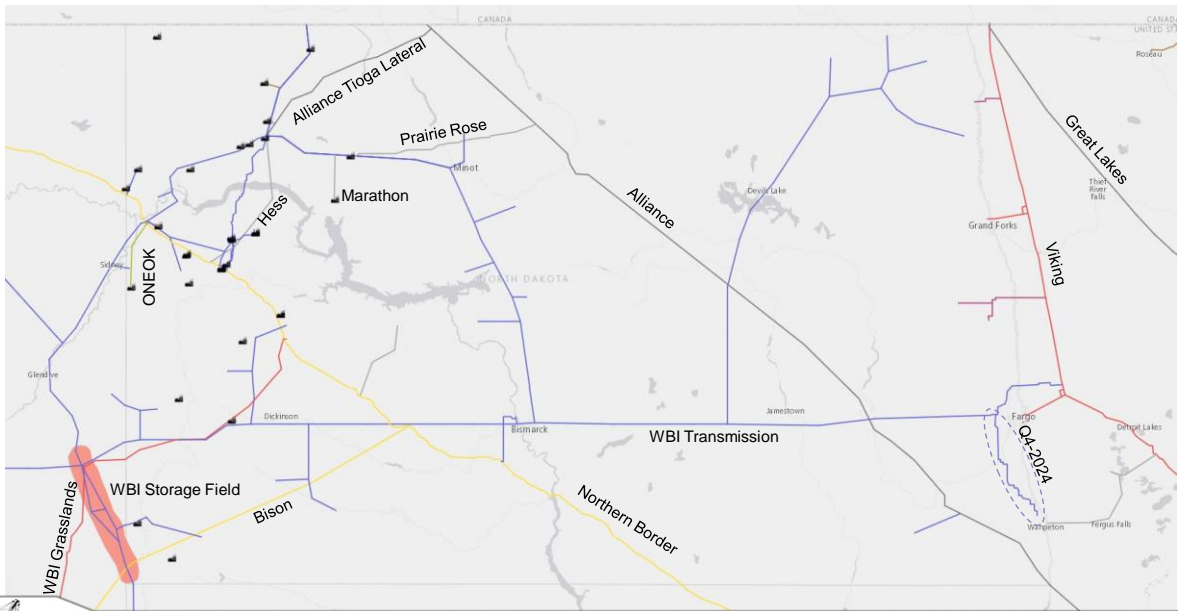 CANADA
CANADA
UNITED ST
Roseau
Alliance Tioga Lateral
Prairie Rose
Great Lakes
Minot
Marathon
Hess
Alliance
Devils Lake
Thief
River
Falls
Grand Forks
Viking
Sidney
ONEOK
NORTH DAKOTA
Glendive
Dickinson
Bismarck
Jamestown
WBI Transmission
Fargo
Detroit Lakes
Q4-2024
WBI Storage Field
WBI Grasslands
Bison
Northern Border
Wahpeton
Fergus Falls